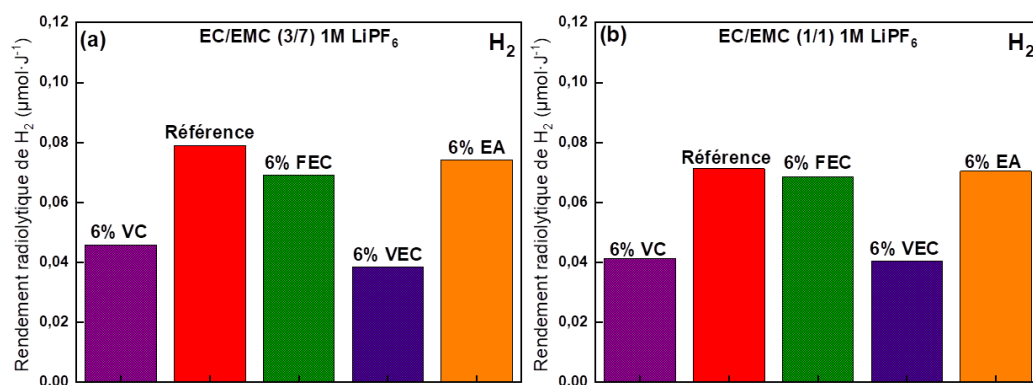 (a)
EC/EMC (3/7) 1M LiPF6
H2
Rendement radiolytique de H2 (µmol·J-1)
0,12
0,10
0,08
0,06
0,04
0,02
0,00
6% VC
Référence
6% FEC
6% VEC
6% EA
(b)
EC/EMC (1/1) 1M LiPF6
H2
Rendement radiolytique de H2 (µmol·J-1)
0,12
0,10
0,08
0,06
0,04
0,02
0,00
6% VC
Référence
6% FEC
6% VEC
6% EA